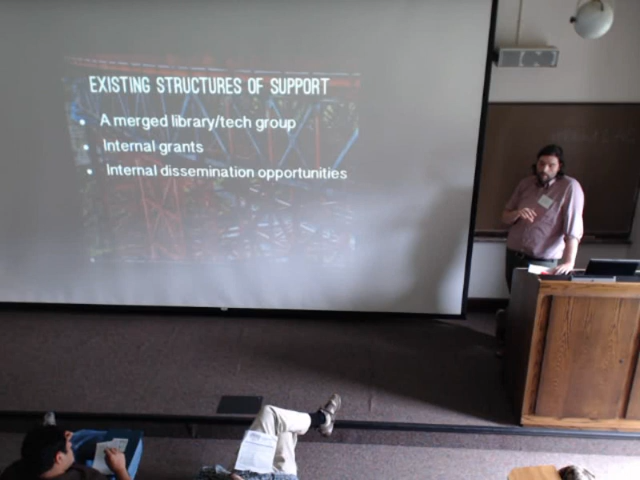 EXISTING STRUCTURES OF SUPPORT
A merged library/tech group
Internal grants
Internal dissemination opportunities